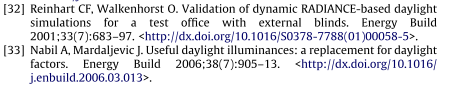 [32] Reinhart CF, Walkenhorst O. Validation of dynamic RADIANCE-based daylight
simulations for a test office with external blinds. Energy Build
2001;33(7):683–97. <http://dx.doi.org/10.1016/S0378-7788(01)00058-5>.
[33] Nabil A, Mardaljevic J. Useful daylight illuminances: a replacement for daylight
factors. Energy Build 2006;38(7):905–13. <http://dx.doi.org/10.1016/
j.enbuild.2006.03.013>.